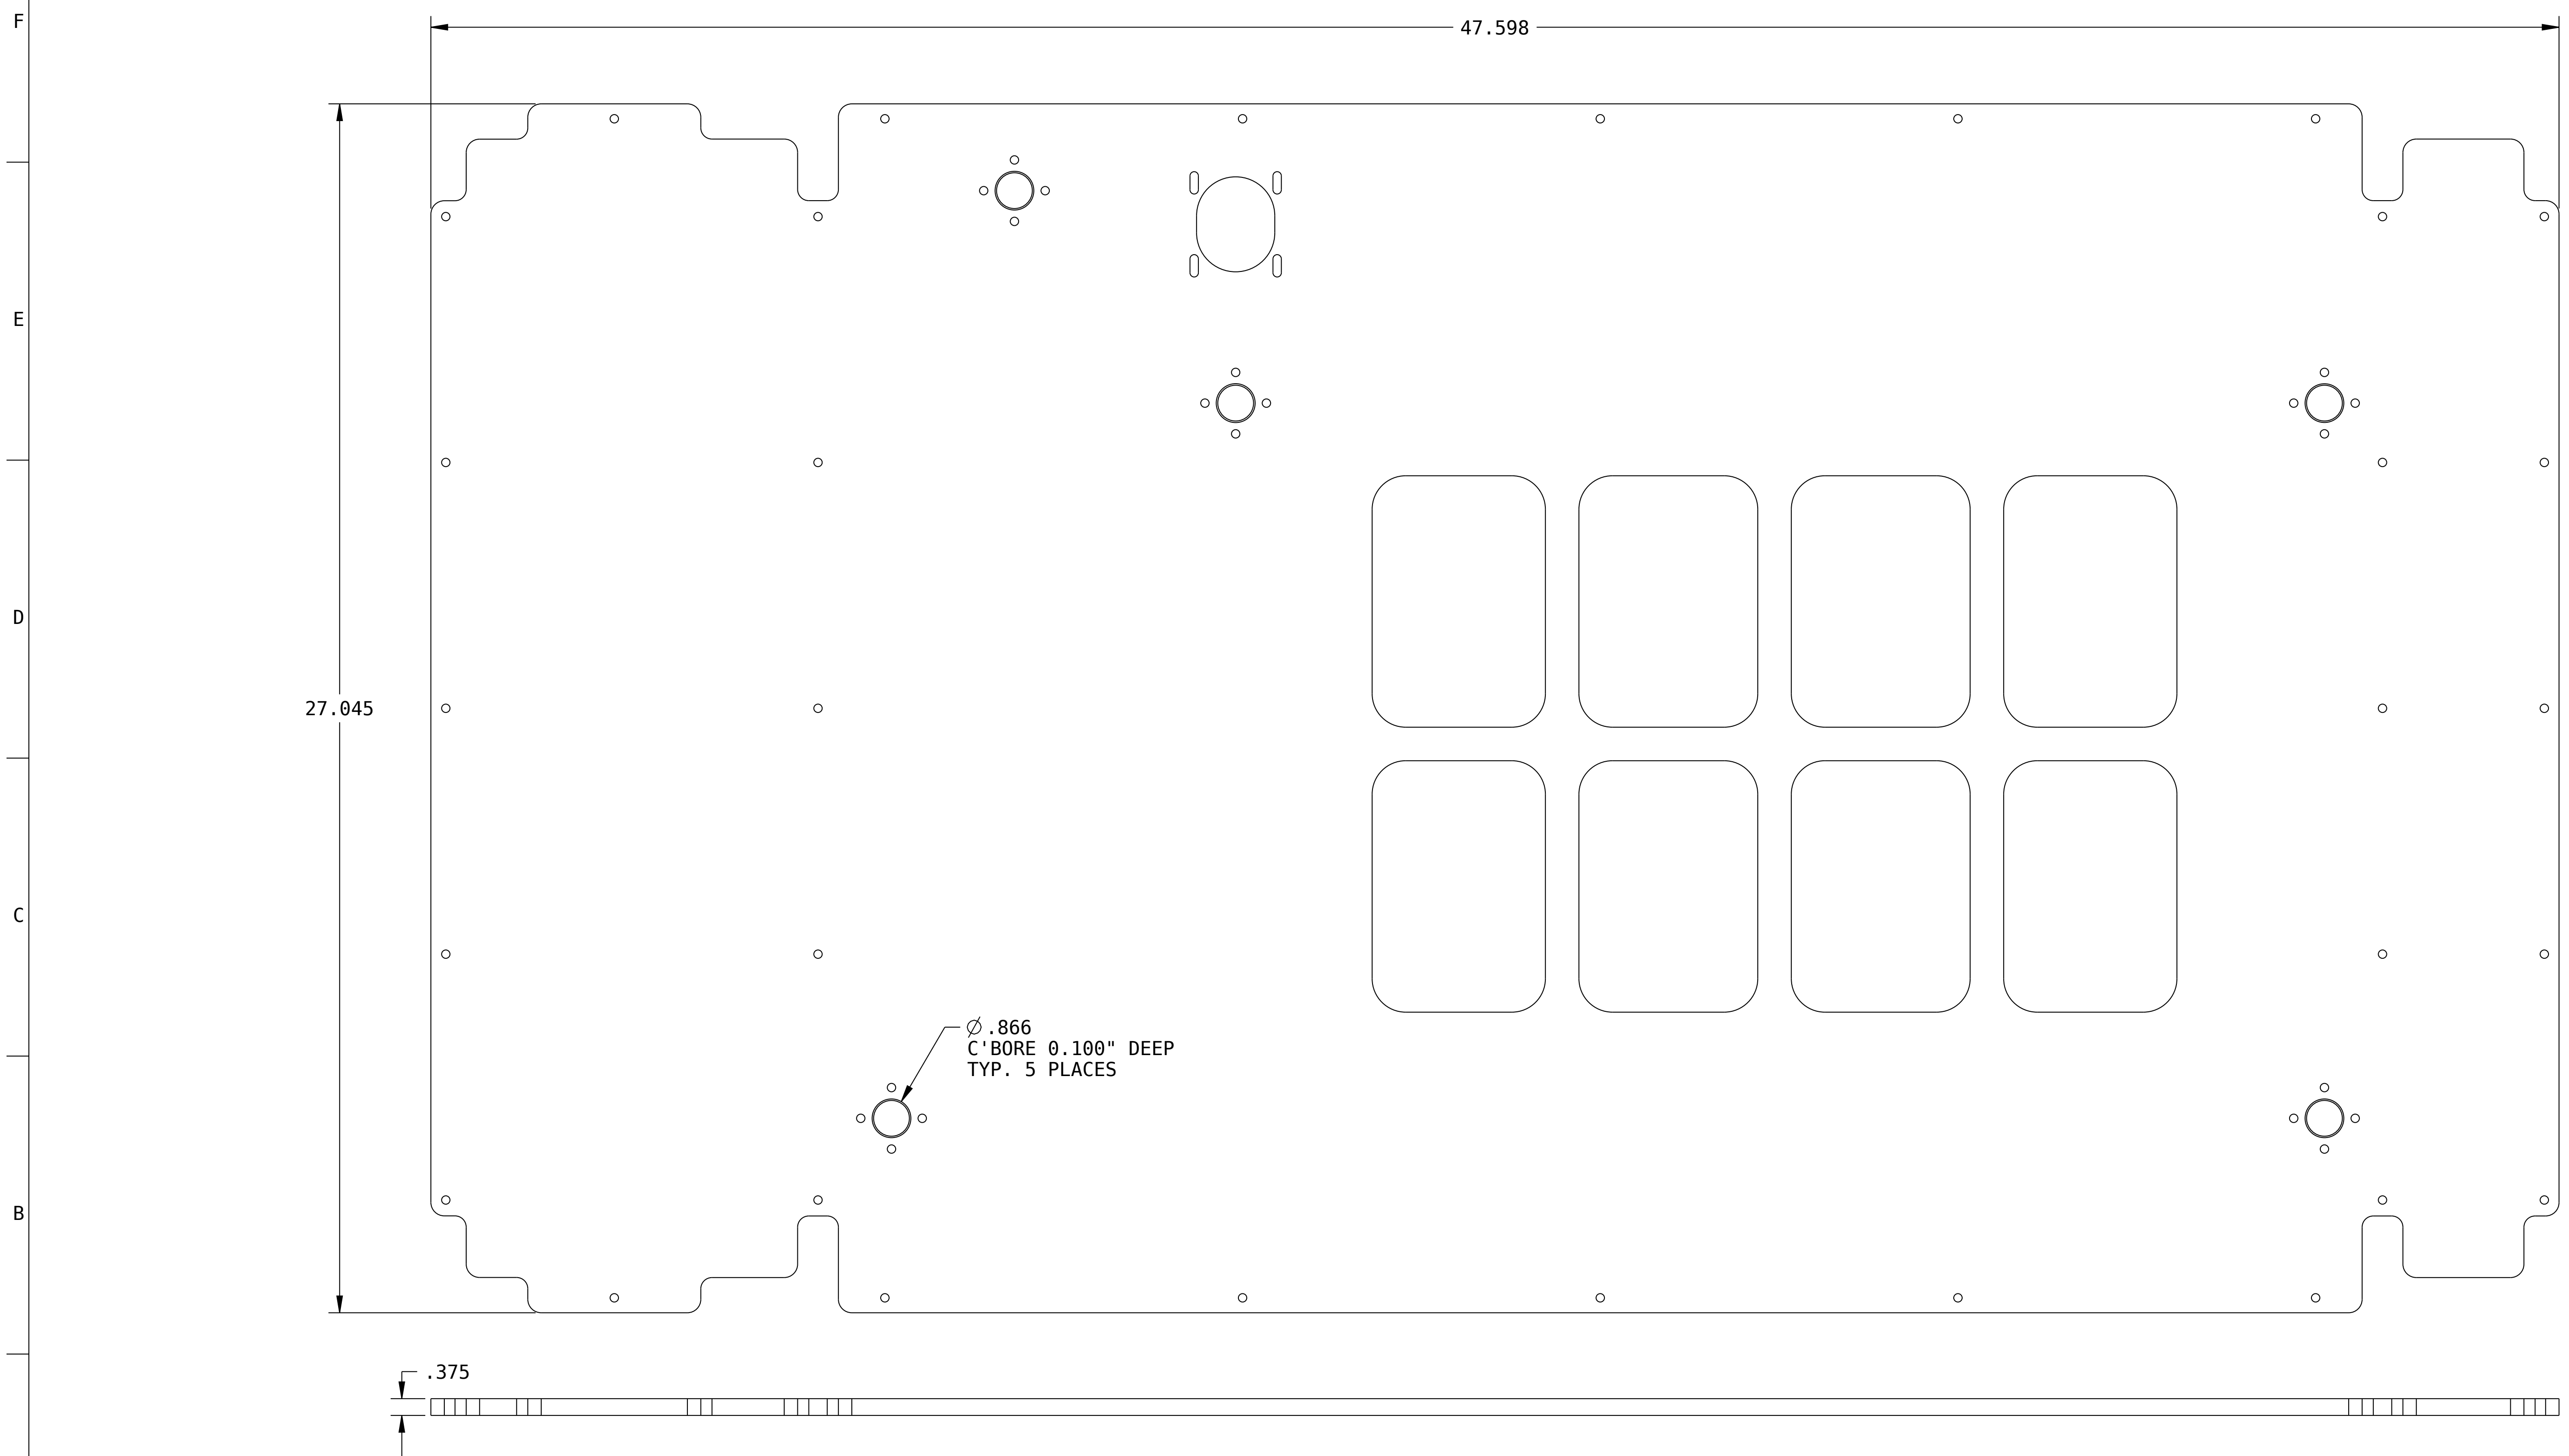 F
47.598
E
D
27.045
C
∅.866
C'BORE 0.100" DEEP
TYP. 5 PLACES
B
.375